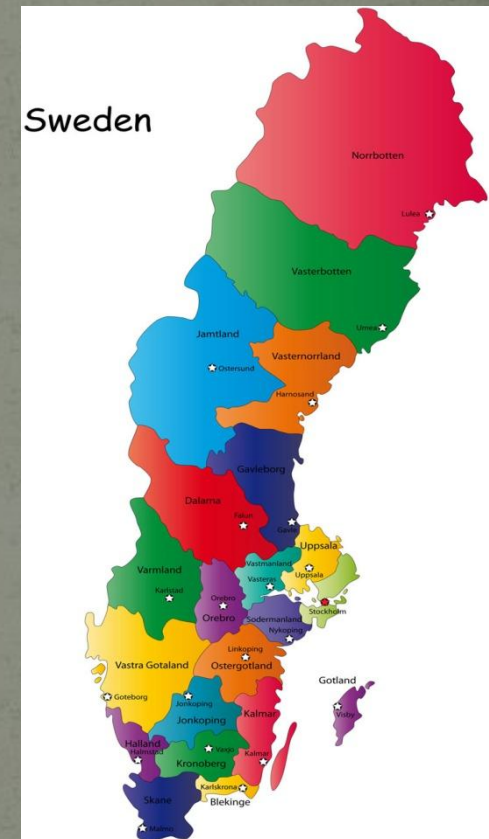 Sweden
Norrbotten
Lulea
Vasterbotten
Umea
Jamtland
Ostersund
Vasternorrland
Harnosand
Gavleborg
Gavle
Dalarna
Falun
Uppsala
Uppsala
Vastmanland
Vasteras
Varmland
Karlstad
Orebro
Orebro
Stockholm
Sodermanland
Nykoping
Linkoping
Ostergotland
Vastra Gotaland
Goteborg
Gotland
Visby
Jonkoping
Jonkoping
Kalmar
Kalmar
Halland
Halmstad
Vaxjo
Kronoberg
Karlskrona
Blekinge
Skane
Malmo